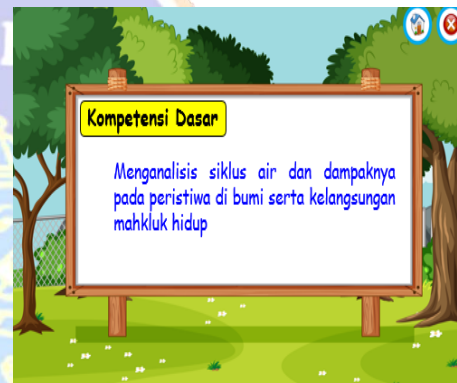 Kompetensi Dasar
Menganalisis siklus air dan dampaknya
pada peristiwa di bumi serta kelangsungan
mahkluk hidup